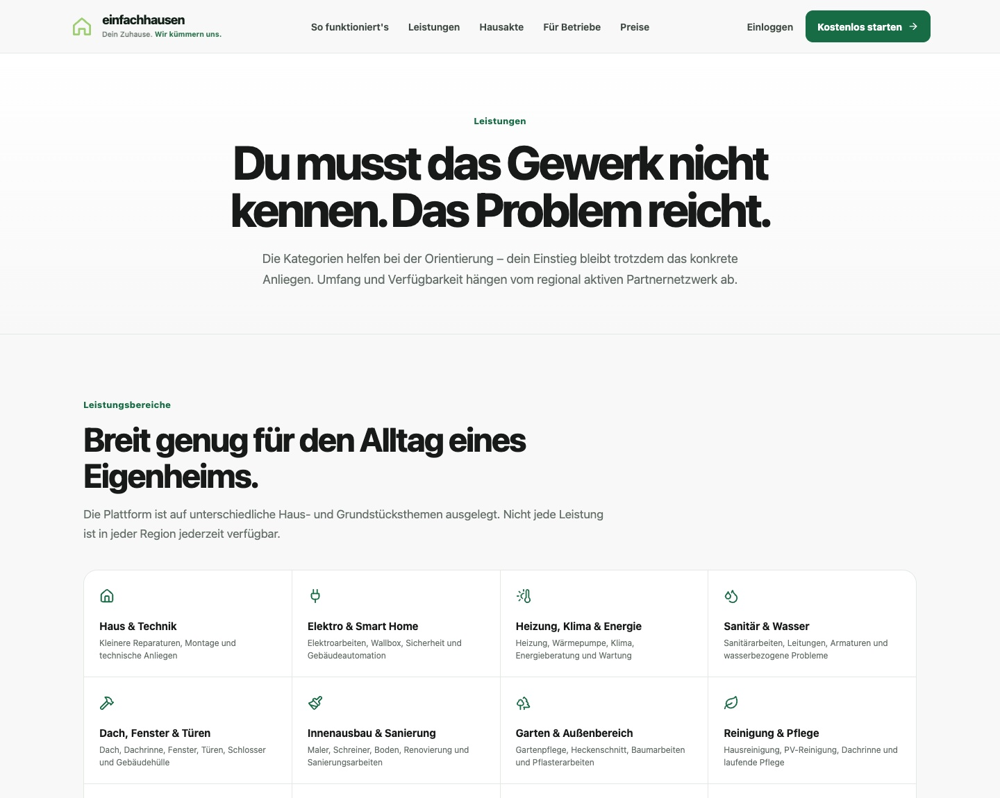 einfachhausen
Dein Zuhause. Wir kümmern uns.
So funktioniert's
Leistungen
Hausakte
Für Betriebe
Preise
Einloggen
Kostenlos starten
Leistungen
Du musst das Gewerk nicht
kennen. Das Problem reicht.
Die Kategorien helfen bei der Orientierung – dein Einstieg bleibt trotzdem das konkrete
Anliegen. Umfang und Verfügbarkeit hängen vom regional aktiven Partnernetzwerk ab.
Leistungsbereiche
Breit genug für den Alltag eines
Eigenheims.
Die Plattform ist auf unterschiedliche Haus- und Grundstücksthemen ausgelegt. Nicht jede Leistung
ist in jeder Region jederzeit verfügbar.
Haus & Technik
Kleinere Reparaturen, Montage und
technische Anliegen
Elektro & Smart Home
Elektroarbeiten, Wallbox, Sicherheit und
Gebäudeautomation
Heizung, Klima & Energie
Heizung, Wärmepumpe, Klima,
Energieberatung und Wartung
Sanitär & Wasser
Sanitärarbeiten, Leitungen, Armaturen und
wasserbezogene Probleme
Dach, Fenster & Türen
Dach, Dachrinne, Fenster, Türen, Schlosser
und Gebäudehülle
Innenausbau & Sanierung
Maler, Schreiner, Boden, Renovierung und
Sanierungsarbeiten
Garten & Außenbereich
Gartenpflege, Heckenschnitt, Baumarbeiten
und Pflasterarbeiten
Reinigung & Pflege
Hausreinigung, PV-Reinigung, Dachrinne und
laufende Pflege